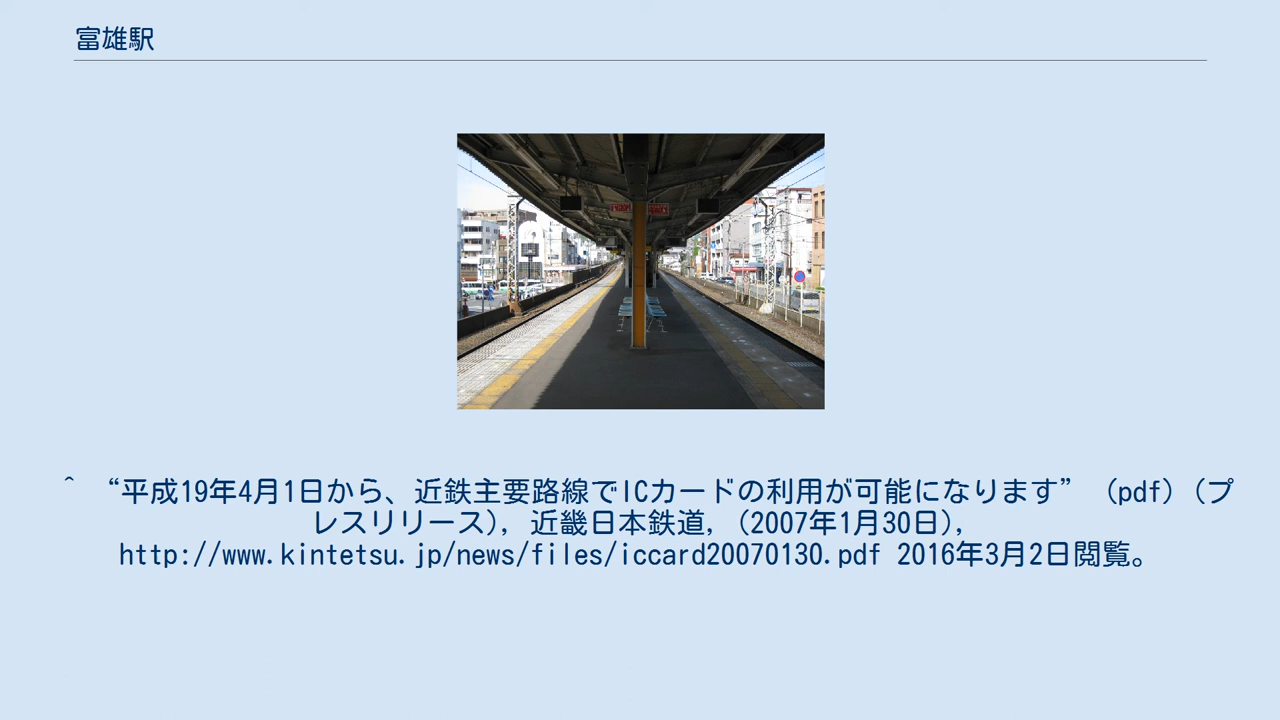 富雄駅
^ “平成19年4月1日から、近鉄主要路線でICカードの利用が可能になります” (pdf) (プ
レスリリース), 近畿日本鉄道, (2007年1月30日),
http://www.kintetsu.jp/news/files/iccard20070130.pdf 2016年3月2日閲覧。